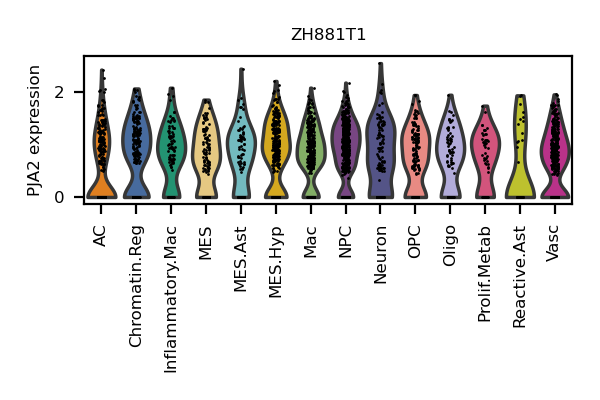 ZH881T1
PJA2 expression
2
0
AC
Chromatin.Reg
Inflammatory.Mac
MES
MES.Ast
MES.Hyp
Mac
NPC
Neuron
OPC
Oligo
Prolif.Metab
Reactive.Ast
Vasc